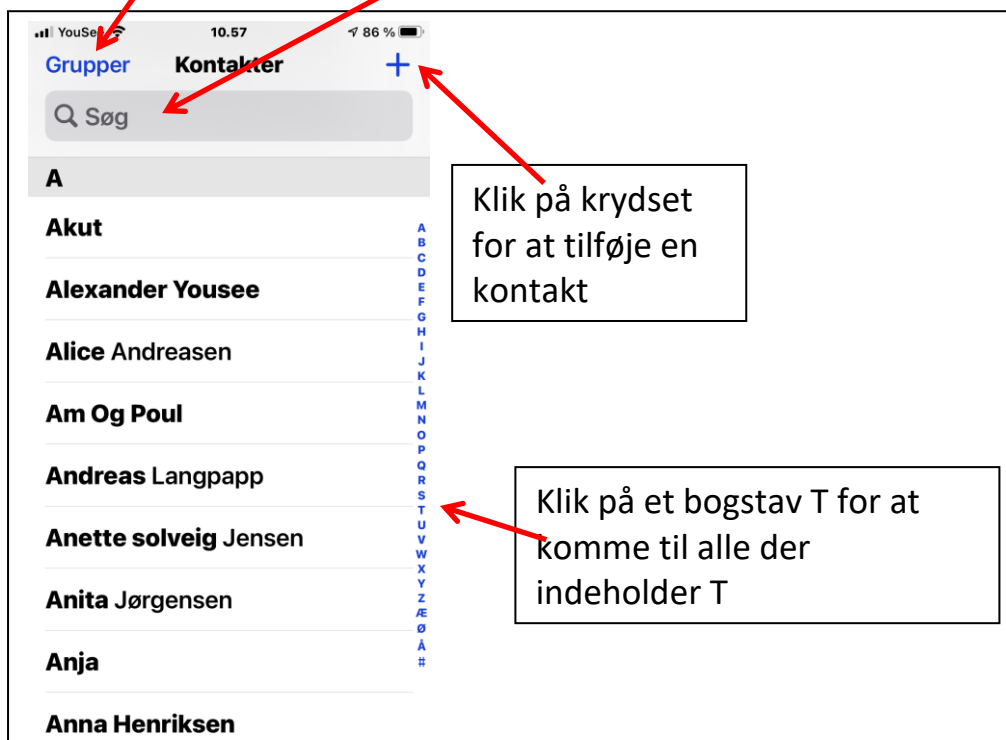 YouSee 10.57 86 %
Grupper Kontakter +
Søg
A
Akut
Alexander Yousee
Alice Andreasen
Am Og Poul
Andreas Langpapp
Anette solveig Jensen
Anita Jørgensen
Anja
Anna Henriksen
A
B
C
D
E
F
G
H
I
J
K
L
M
N
O
P
Q
R
S
T
U
V
W
X
Y
Z
Æ
Ø
Å
#
Klik på krydset
for at tilføje en
kontakt
Klik på et bogstav T for at
komme til alle der
indeholder T